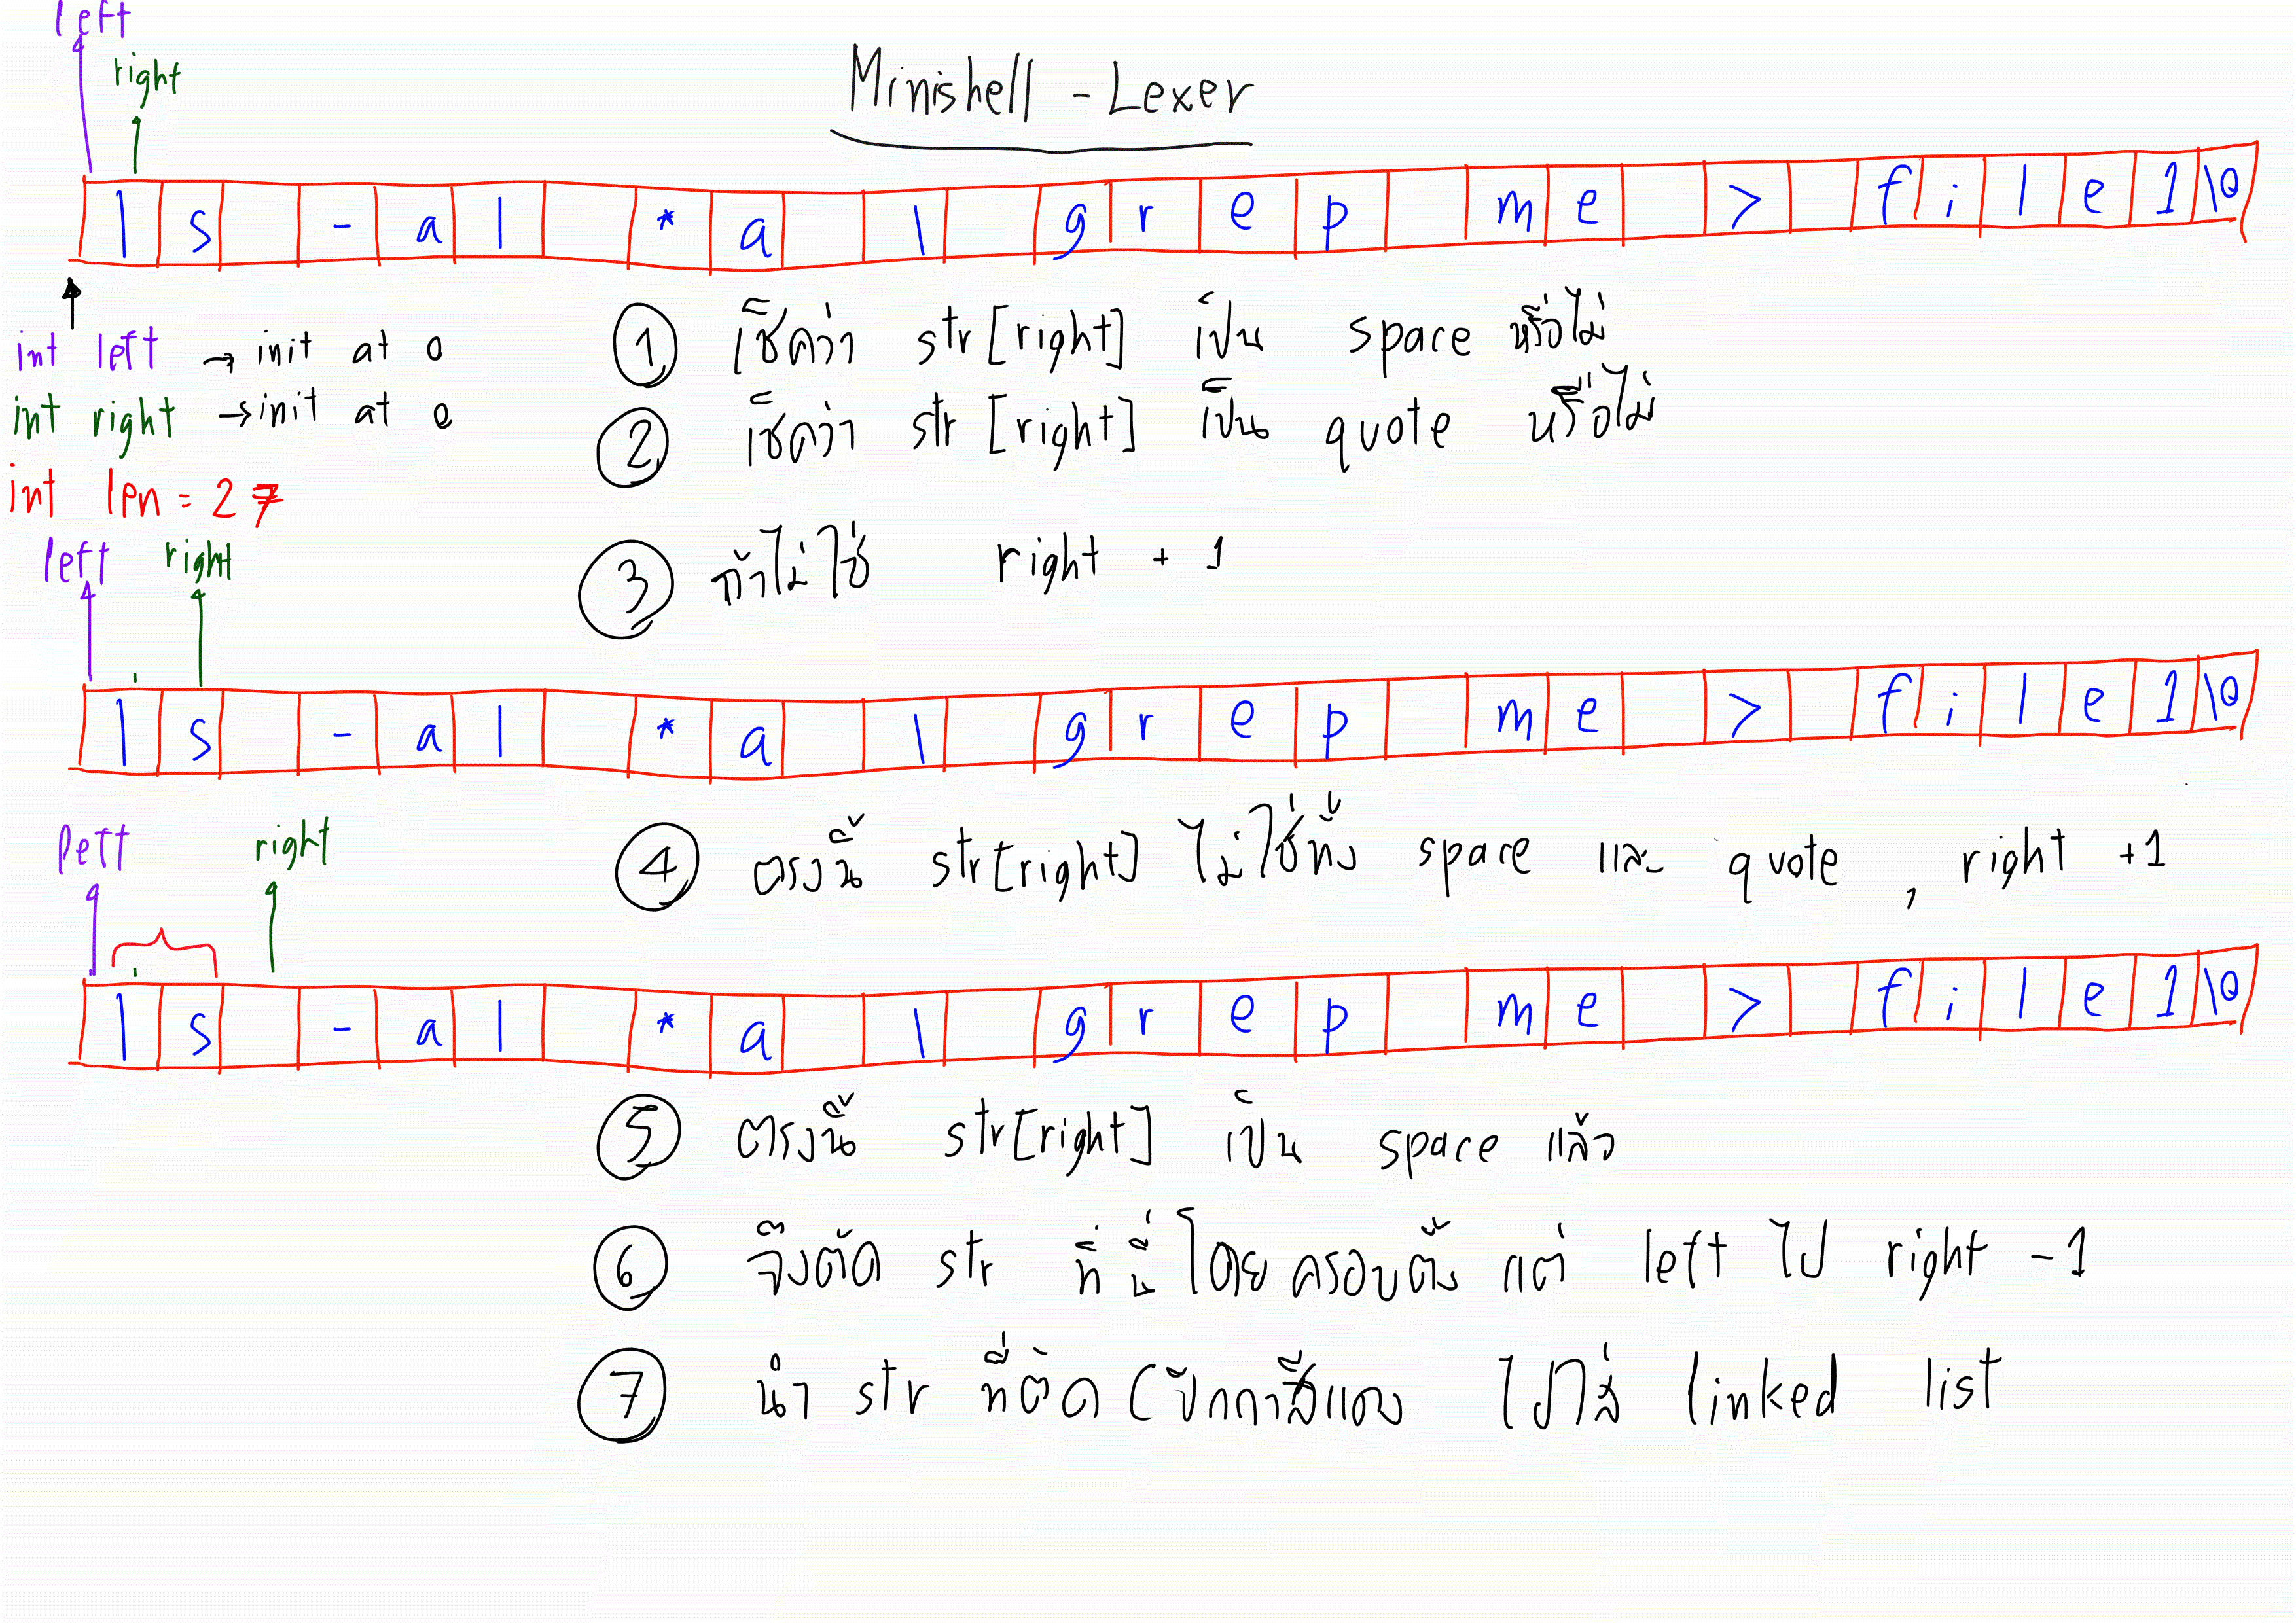 left
right
Minishell - Lexer
l s - a l * a | g r e p m e > f i l e 1 \0
int left → init at 0
int right → init at 0
int len = 27
① เช็คว่า str[right] เป็น space หรือไม่
② เช็คว่า str [right] เป็น quote หรือไม่
③ ถ้าไม่ใช่ right + 1
left right
l s - a l * a | g r e p m e > f i l e 1 \0
④ ตรงนี้ str[right] ไม่ใช่ทั้ง space และ quote , right +1
left right
l s - a l * a | g r e p m e > f i l e 1 \0
⑤ ตรงนี้ str[right] เป็น space แล้ว
⑥ จึงตัด str ที่นี่ โดยครอบตั้งแต่ left ไป right -1
⑦ นำ str ที่ตัด (ปีกกาสีแดง ไปใส่ linked list